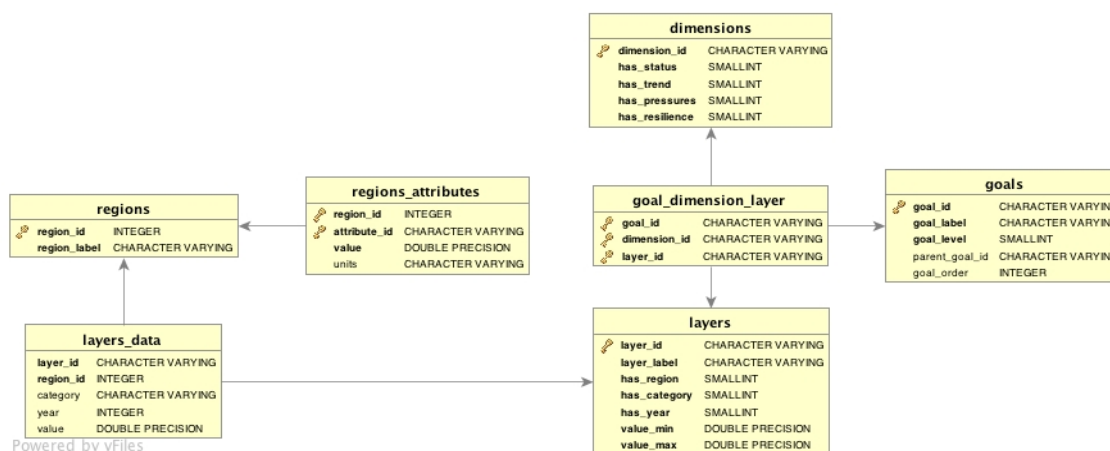 dimensions
dimension_id CHARACTER VARYING
has_status SMALLINT
has_trend SMALLINT
has_pressures SMALLINT
has_resilience SMALLINT
regions
region_id INTEGER
region_label CHARACTER VARYING
regions_attributes
region_id INTEGER
attribute_id CHARACTER VARYING
value DOUBLE PRECISION
units CHARACTER VARYING
goal_dimension_layer
goal_id CHARACTER VARYING
dimension_id CHARACTER VARYING
layer_id CHARACTER VARYING
goals
goal_id CHARACTER VARYIN
goal_label CHARACTER VARYIN
goal_level SMALLINT
parent_goal_id CHARACTER VARYIN
goal_order INTEGER
layers_data
layer_id CHARACTER VARYING
region_id INTEGER
category CHARACTER VARYING
year INTEGER
value DOUBLE PRECISION
layers
layer_id CHARACTER VARYING
layer_label CHARACTER VARYING
has_region SMALLINT
has_category SMALLINT
has_year SMALLINT
value_min DOUBLE PRECISION
value_max DOUBLE PRECISION
Powered by yFiles